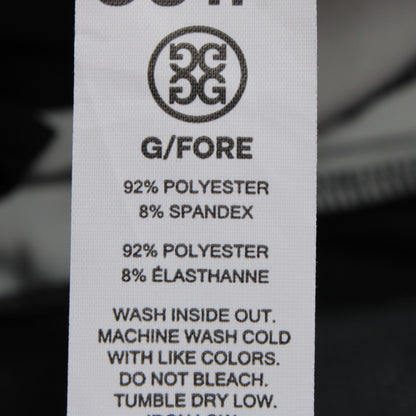 G/FORE
92% POLYESTER
8% SPANDEX
92% POLYESTER
8% ÉLASTHANNE
WASH INSIDE OUT.
MACHINE WASH COLD
WITH LIKE COLORS.
DO NOT BLEACH.
TUMBLE DRY LOW.